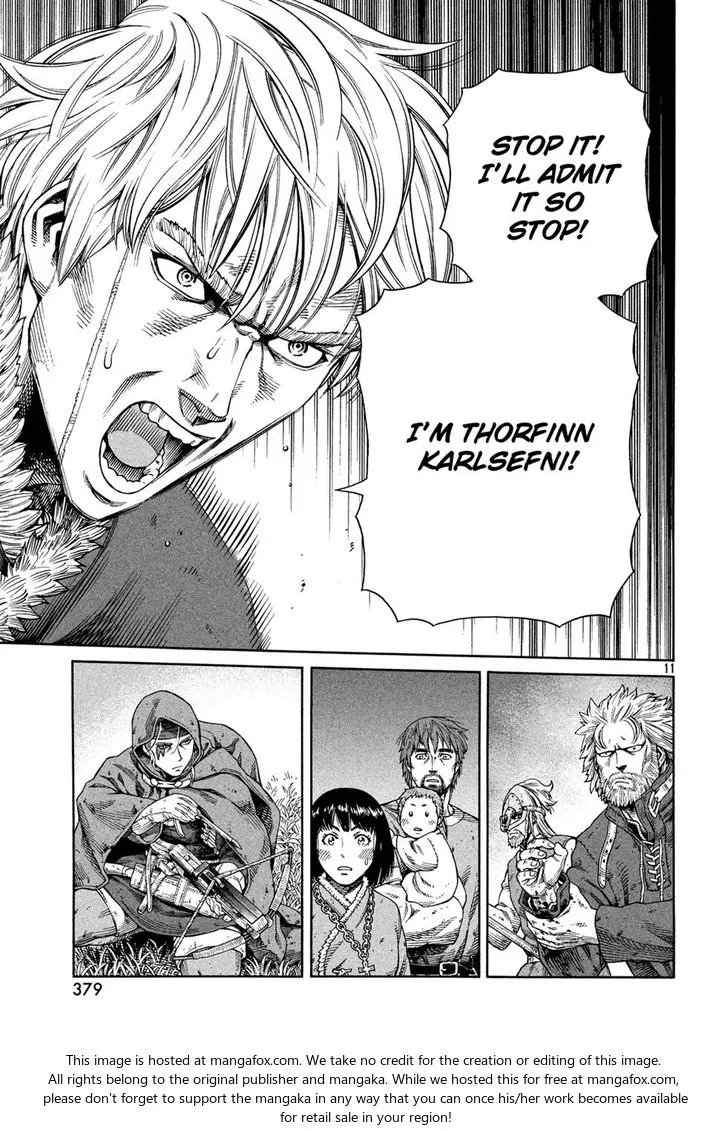 STOP IT!
I'LL ADMIT
IT SO
STOP!
I'M THORFINN
KARLSEFNI!
11
379
This image is hosted at mangafox.com. We take no credit for the creation or editing of this image.
All rights belong to the original publisher and mangaka. While we hosted this for free at mangafox.com,
please don't forget to support the mangaka in any way that you can once his/her work becomes available
for retail sale in your region!